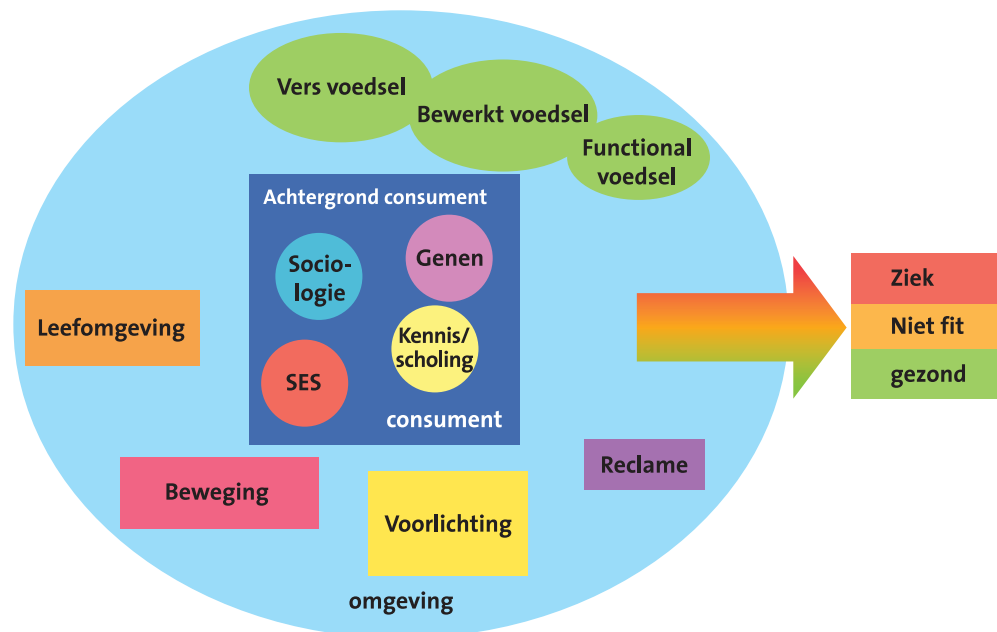 Vers voedsel
Bewerkt voedsel
Functional
voedsel
Achtergrond consument
Socio-
logie
Genen
Kennis/
scholing
SES
consument
Leefomgeving
Beweging
Voorlichting
Reclame
omgeving
Ziek
Niet fit
gezond